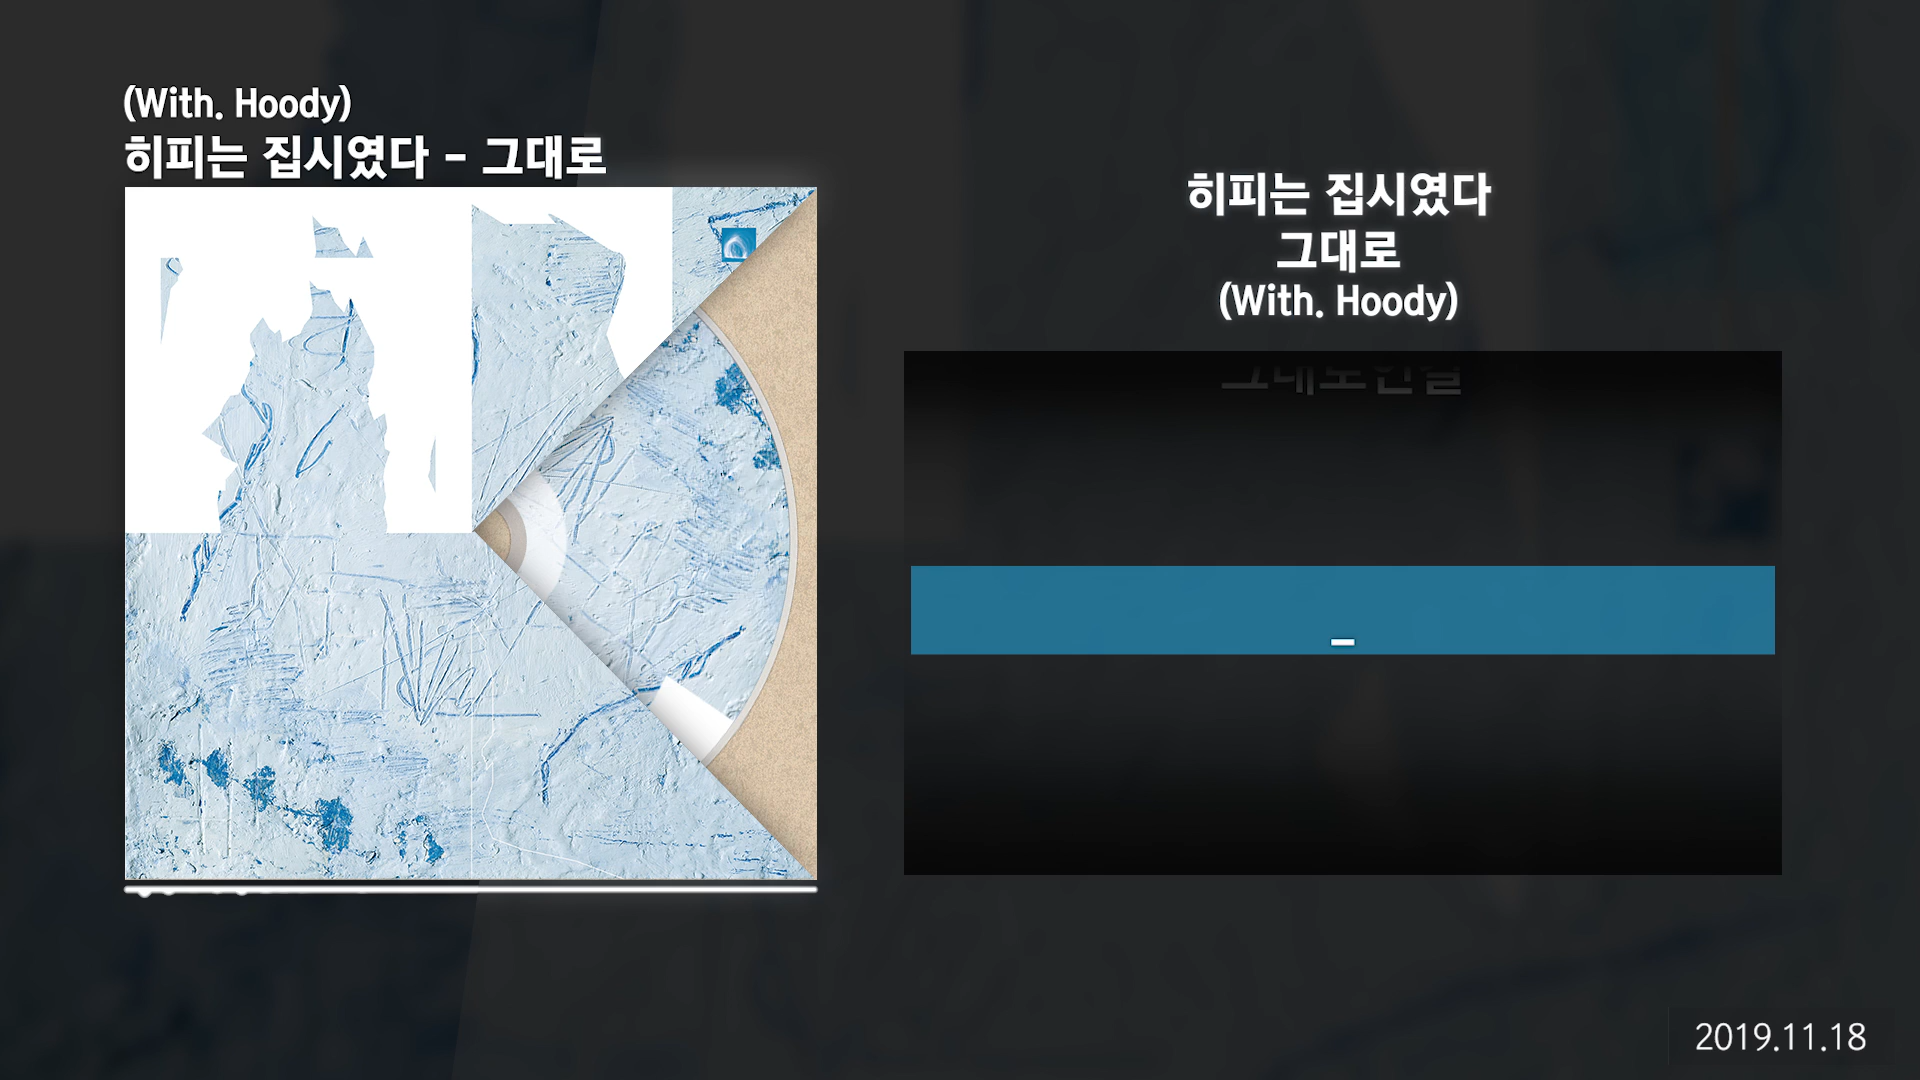 (With. Hoody)
히피는 집시였다 - 그대로
히피는 집시였다
그대로
(With. Hoody)
-
2019.11.18